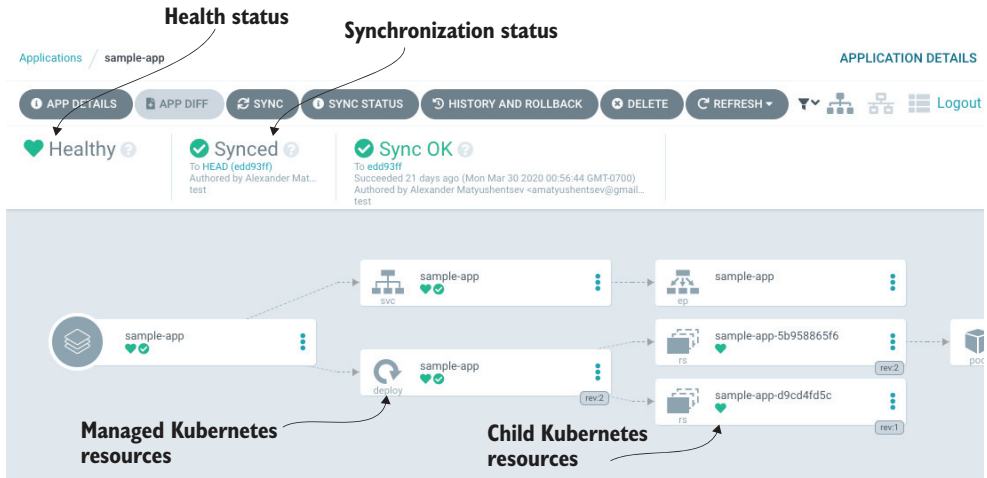 Health status
Synchronization status
Applications / sample-app
APPLICATION DETAILS
APP DETAILS
APP DIFF
SYNC
SYNC STATUS
HISTORY AND ROLLBACK
DELETE
REFRESH
Logout
Healthy
Synced
To HEAD (edd93ff)
Authored by Alexander Mat...
test
Sync OK
To edd93ff
Succeeded 21 days ago (Mon Mar 30 2020 00:56:44 GMT-0700)
Authored by Alexander Matyushentsev <amatyushentsev@gmail...
test
sample-app
svc
sample-app
ep
sample-app
sample-app
deploy
sample-app
rev:2
rs
sample-app-5b958865f6
rev:2
pod
rs
sample-app-d9cd4fd5c
rev:1
Managed Kubernetes
resources
Child Kubernetes
resources